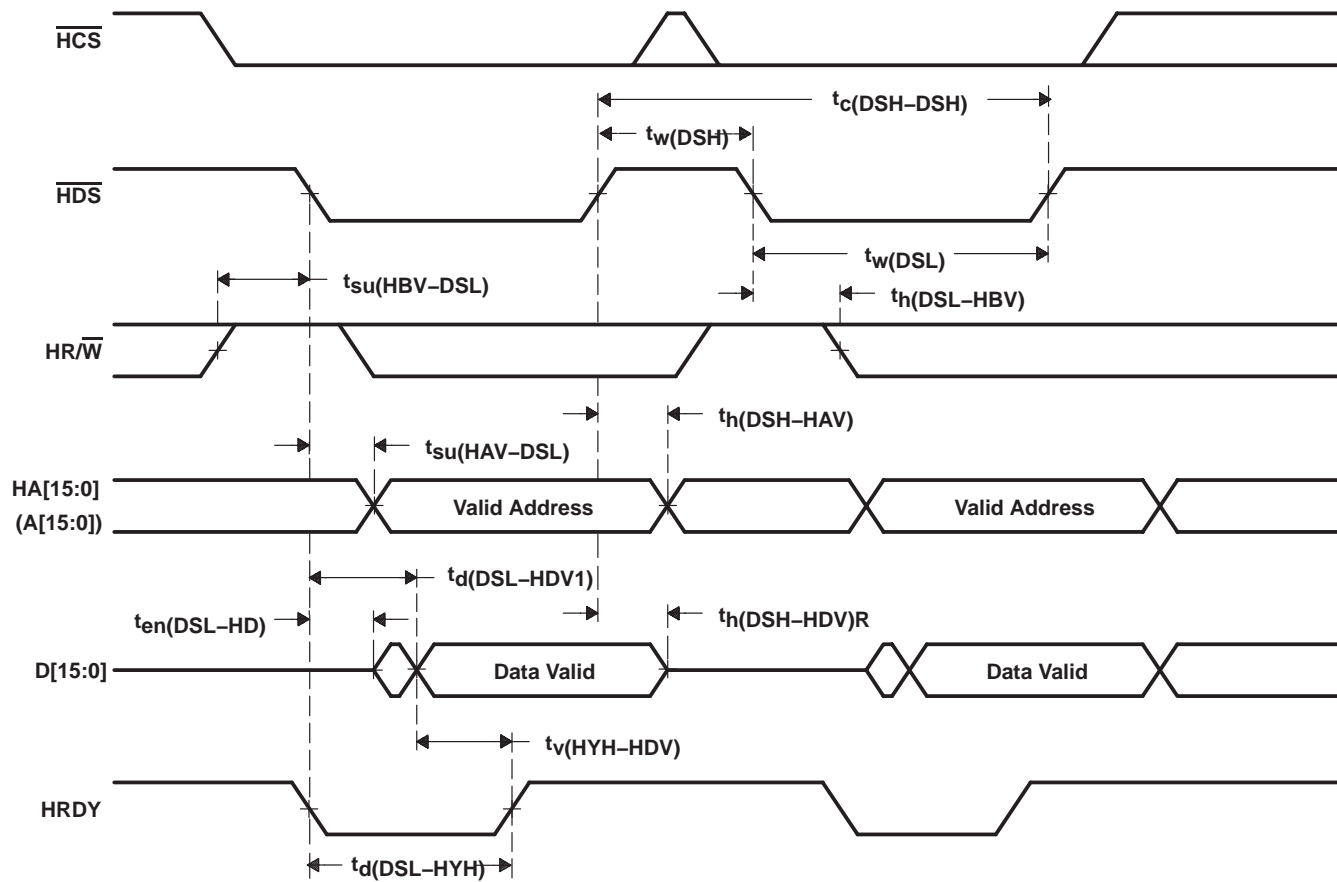 HCS
tc(DSH–DSH)
tw(DSH)
HDS
tw(DSL)
tsu(HBV–DSL)
th(DSL–HBV)
HR/W
th(DSH–HAV)
tsu(HAV–DSL)
HA[15:0]
(A[15:0])
Valid Address
Valid Address
td(DSL–HDV1)
ten(DSL–HD)
th(DSH–HDV)R
D[15:0]
Data Valid
Data Valid
tv(HYH–HDV)
HRDY
td(DSL–HYH)